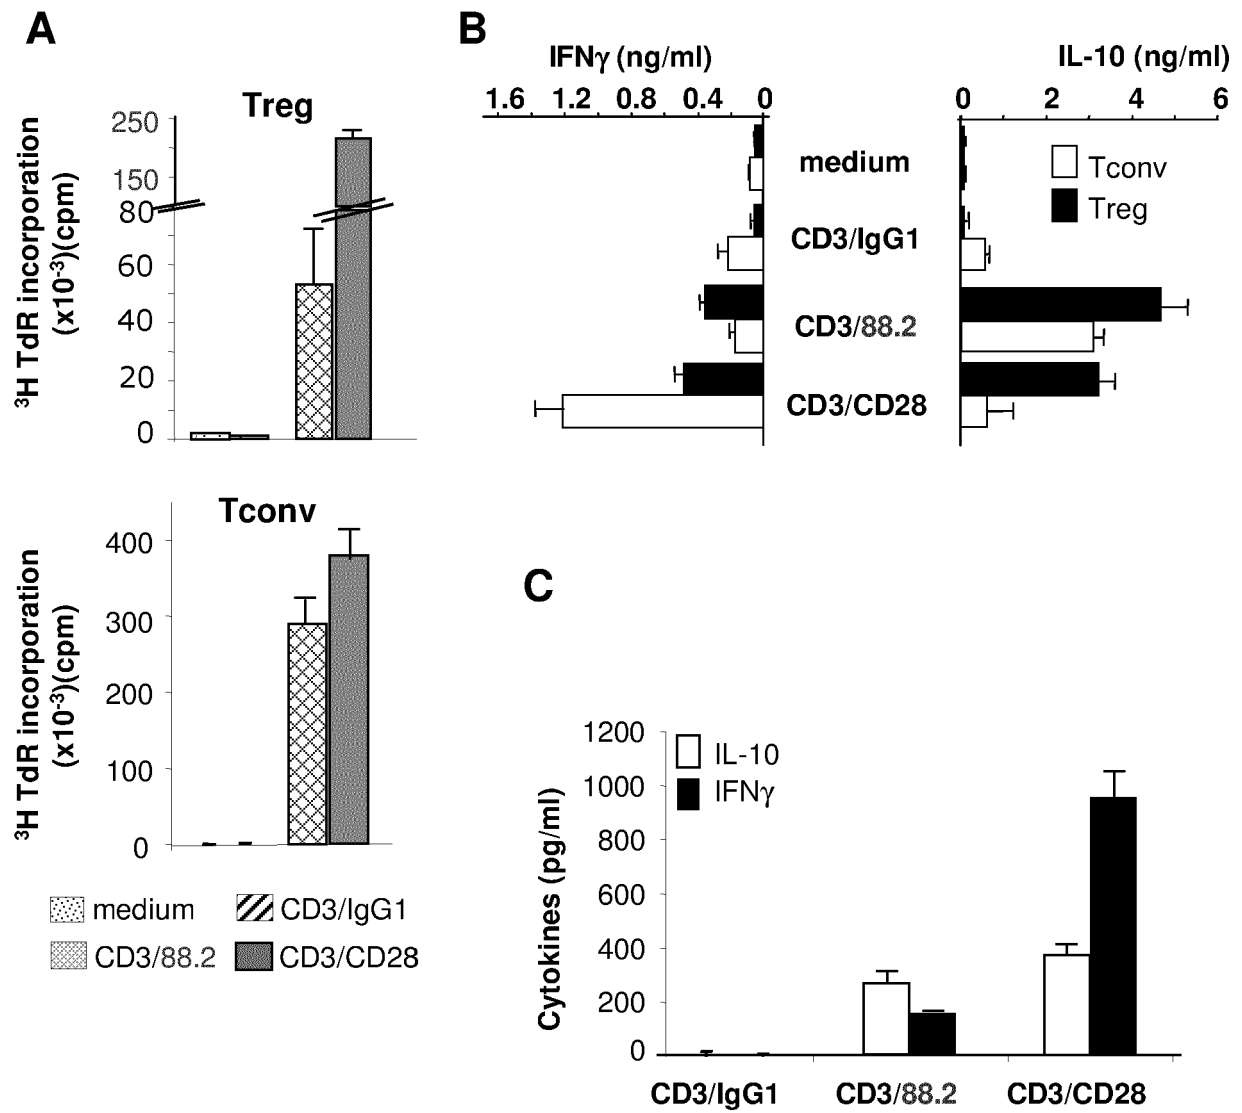 A
Treg
³H TdR incorporation
(x10⁻³)(cpm)
250
150
80
60
40
20
0
Tconv
³H TdR incorporation
(x10⁻³)(cpm)
400
300
200
100
0
medium
CD3/IgG1
CD3/88.2
CD3/CD28
B
IFNγ (ng/ml)
IL-10 (ng/ml)
1.6 1.2 0.8 0.4 0
0 2 4 6
medium
CD3/IgG1
CD3/88.2
CD3/CD28
Tconv
Treg
C
Cytokines (pg/ml)
1200
1000
800
600
400
200
0
IL-10
IFNγ
CD3/IgG1 CD3/88.2 CD3/CD28